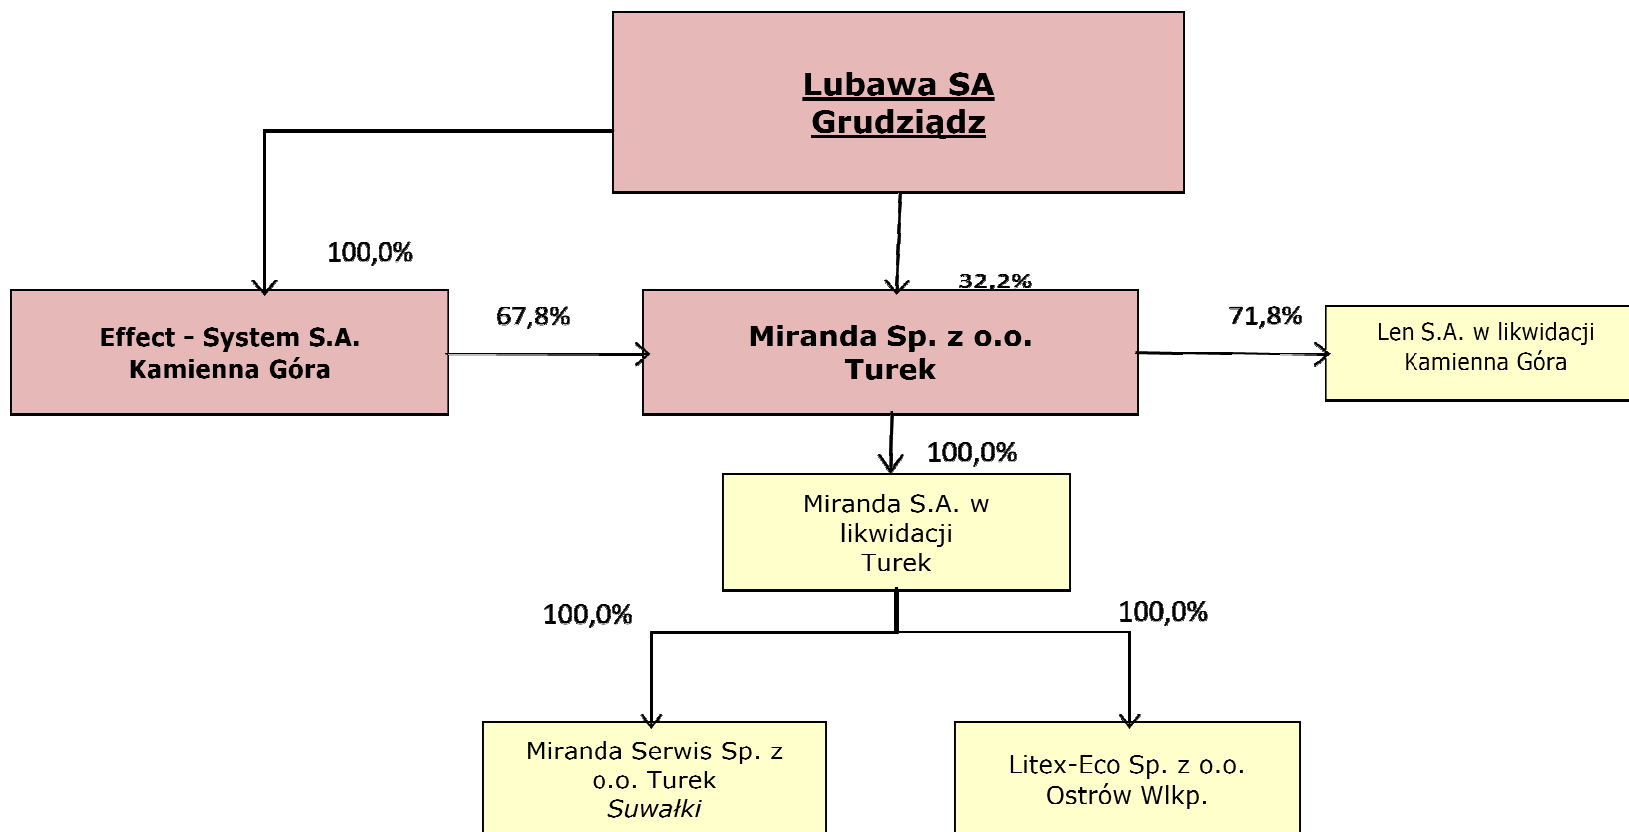 Lubawa SA
Grudziądz
100,0%
32,2%
Effect - System S.A.
Kamienna Góra
67,8%
Miranda Sp. z o.o.
Turek
71,8%
Len S.A. w likwidacji
Kamienna Góra
100,0%
Miranda S.A. w
likwidacji
Turek
100,0%
100,0%
Miranda Serwis Sp. z
o.o. Turek
Suwałki
Litex-Eco Sp. z o.o.
Ostrów Wlkp.